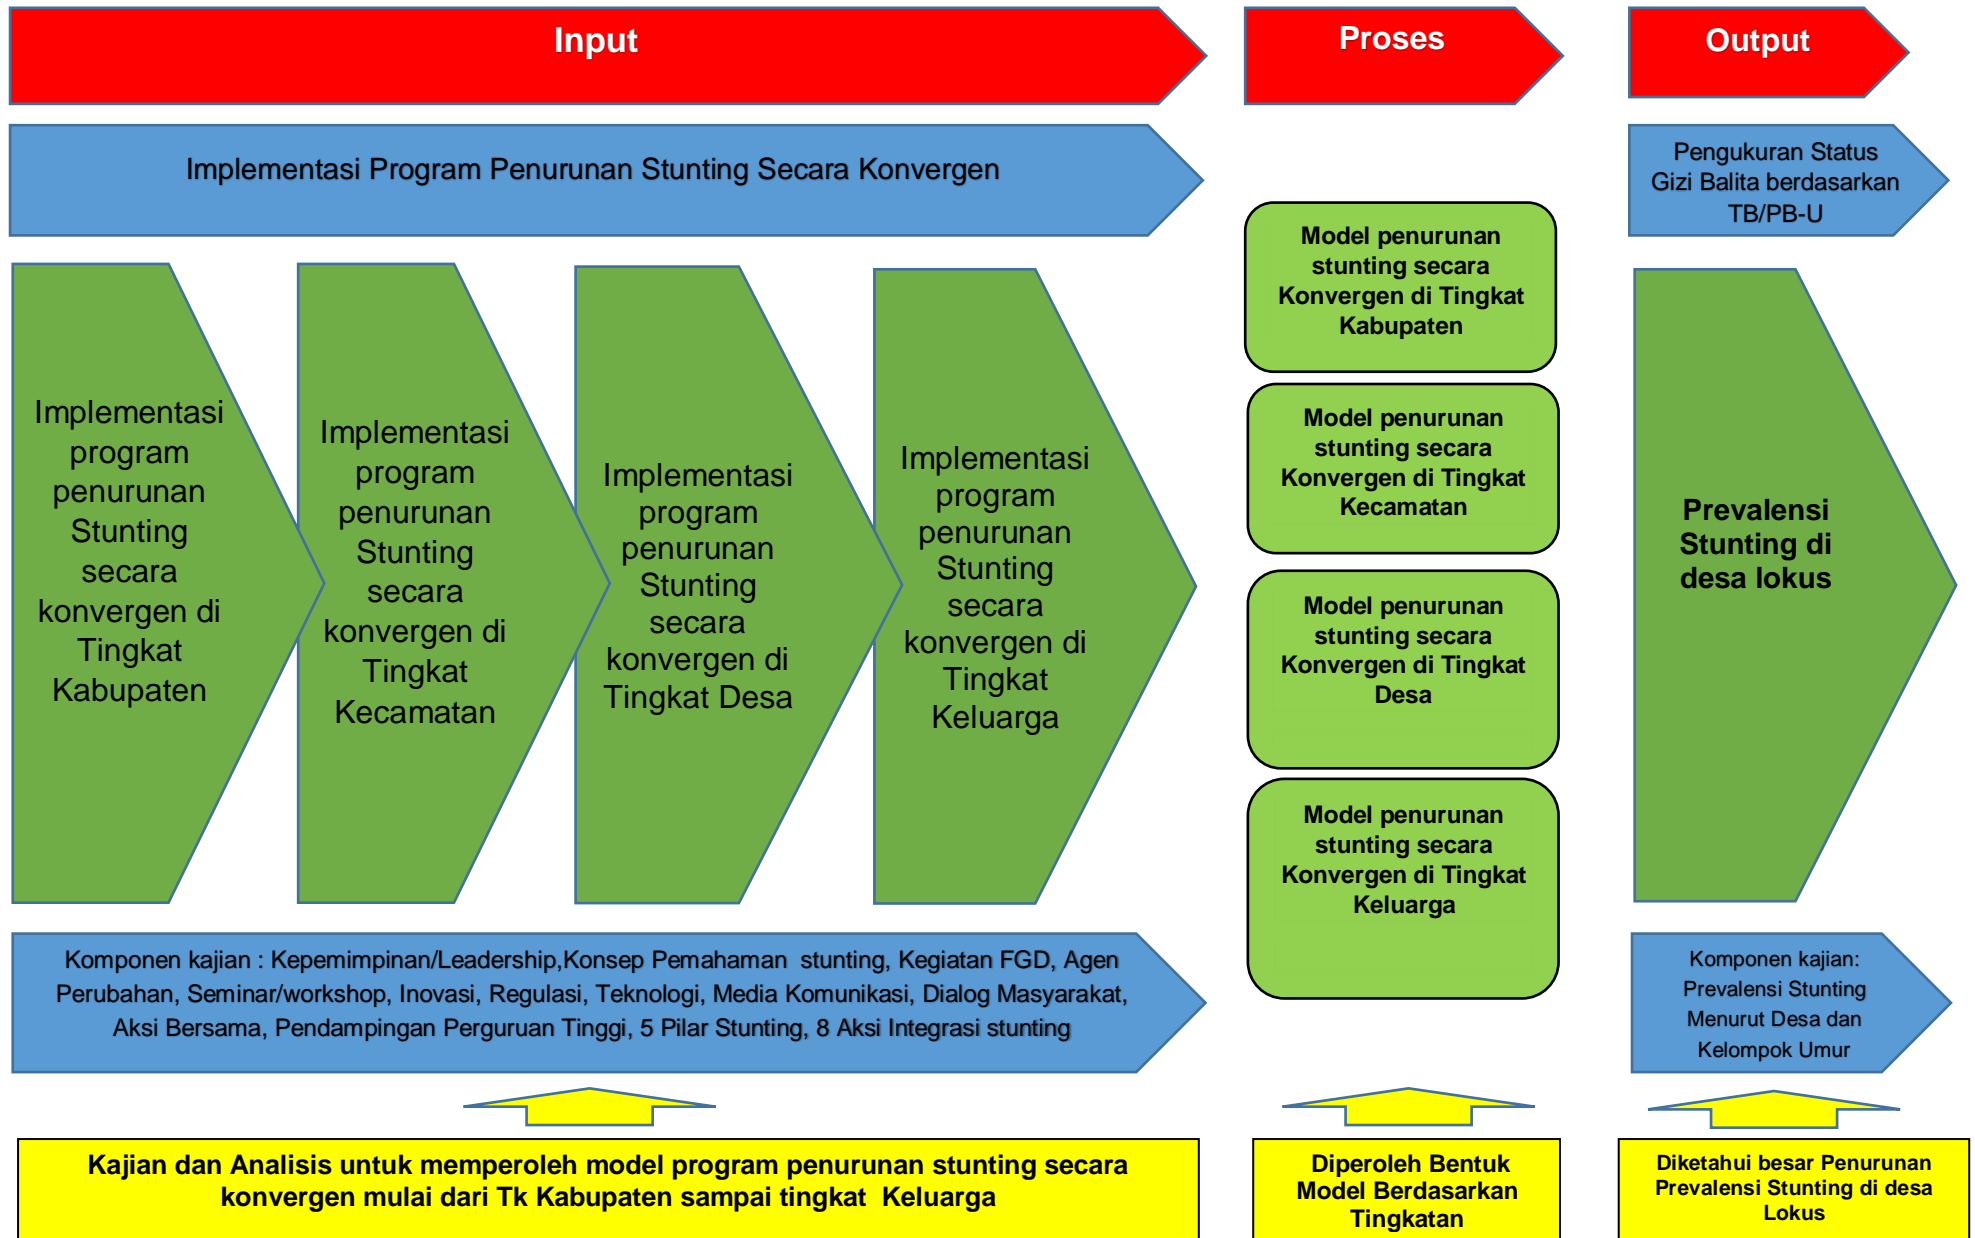 Input
Proses
Output
Implementasi Program Penurunan Stunting Secara Konvergen
Pengukuran Status
Gizi Balita berdasarkan
TB/PB-U
Implementasi
program
penurunan
Stunting
secara
konvergen di
Tingkat
Kabupaten
Implementasi
program
penurunan
Stunting
secara
konvergen di
Tingkat
Kecamatan
Implementasi
program
penurunan
Stunting
secara
konvergen di
Tingkat Desa
Implementasi
program
penurunan
Stunting
secara
konvergen di
Tingkat
Keluarga
Model penurunan
stunting secara
Konvergen di Tingkat
Kabupaten
Model penurunan
stunting secara
Konvergen di Tingkat
Kecamatan
Model penurunan
stunting secara
Konvergen di Tingkat
Desa
Model penurunan
stunting secara
Konvergen di Tingkat
Keluarga
Prevalensi
Stunting di
desa lokus
Komponen kajian : Kepemimpinan/Leadership,Konsep Pemahaman stunting, Kegiatan FGD, Agen
Perubahan, Seminar/workshop, Inovasi, Regulasi, Teknologi, Media Komunikasi, Dialog Masyarakat,
Aksi Bersama, Pendampingan Perguruan Tinggi, 5 Pilar Stunting, 8 Aksi Integrasi stunting
Komponen kajian:
Prevalensi Stunting
Menurut Desa dan
Kelompok Umur
Kajian dan Analisis untuk memperoleh model program penurunan stunting secara
konvergen mulai dari Tk Kabupaten sampai tingkat Keluarga
Diperoleh Bentuk
Model Berdasarkan
Tingkatan
Diketahui besar Penurunan
Prevalensi Stunting di desa
Lokus